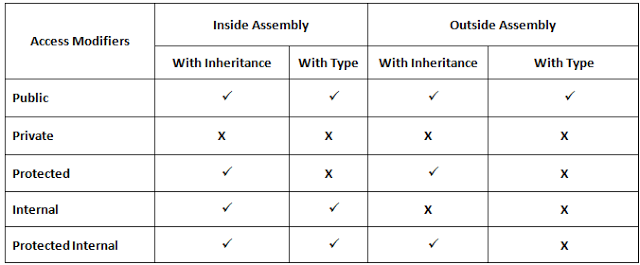 Access Modifiers Inside Assembly Outside Assembly
With Inheritance With Type With Inheritance With Type
Public ✓ ✓ ✓ ✓
Private X X X X
Protected ✓ X ✓ X
Internal ✓ ✓ X X
Protected Internal ✓ ✓ ✓ X